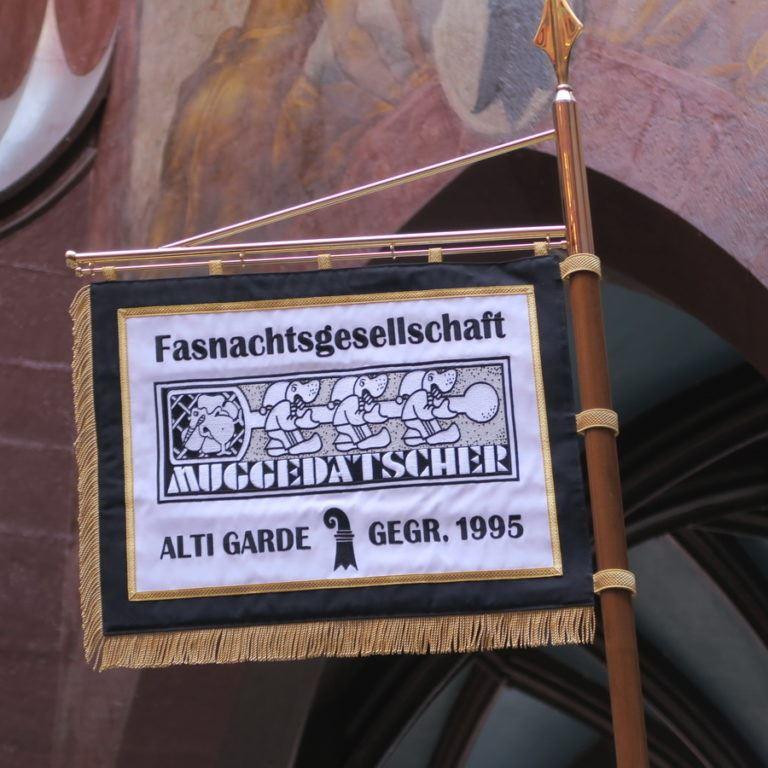 Fasnachtsgesellschaft
MUGGEDÄTSCHER
ALTI GARDE GEGR. 1995